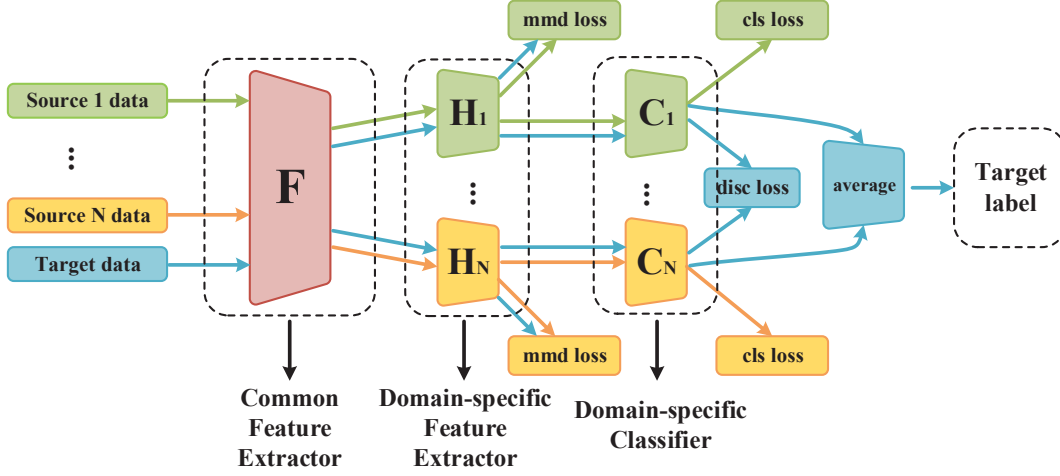 mmd loss
cls loss
Source 1 data
H1
C1
F
disc loss
average
Target
label
Source N data
Target data
HN
CN
mmd loss
cls loss
Common
Feature
Extractor
Domain-specific
Feature
Extractor
Domain-specific
Classifier